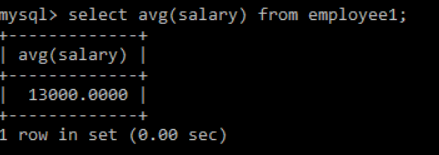 mysql> select avg(salary) from employee1;
+-------------+
| avg(salary) |
+-------------+
|  13000.0000 |
+-------------+
1 row in set (0.00 sec)